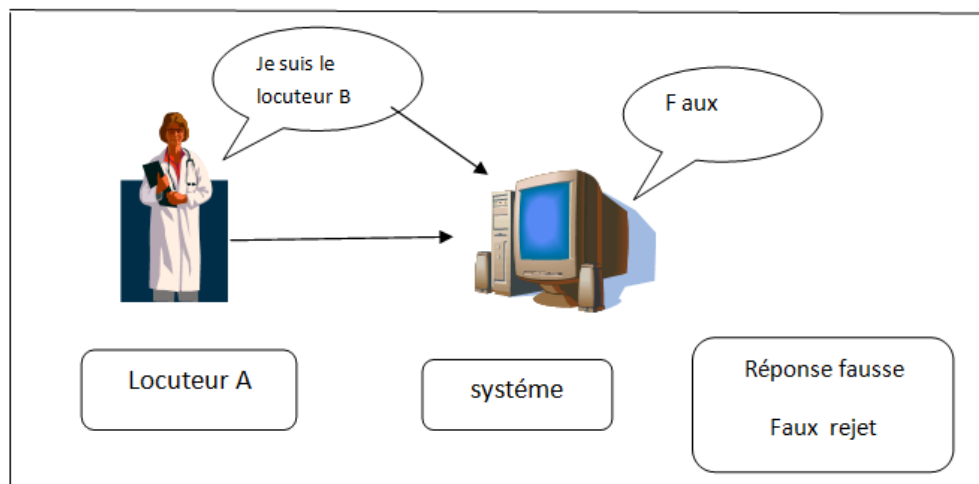 Je suis le
locuteur B
F aux
Locuteur A
systéme
Réponse fausse
Faux rejet